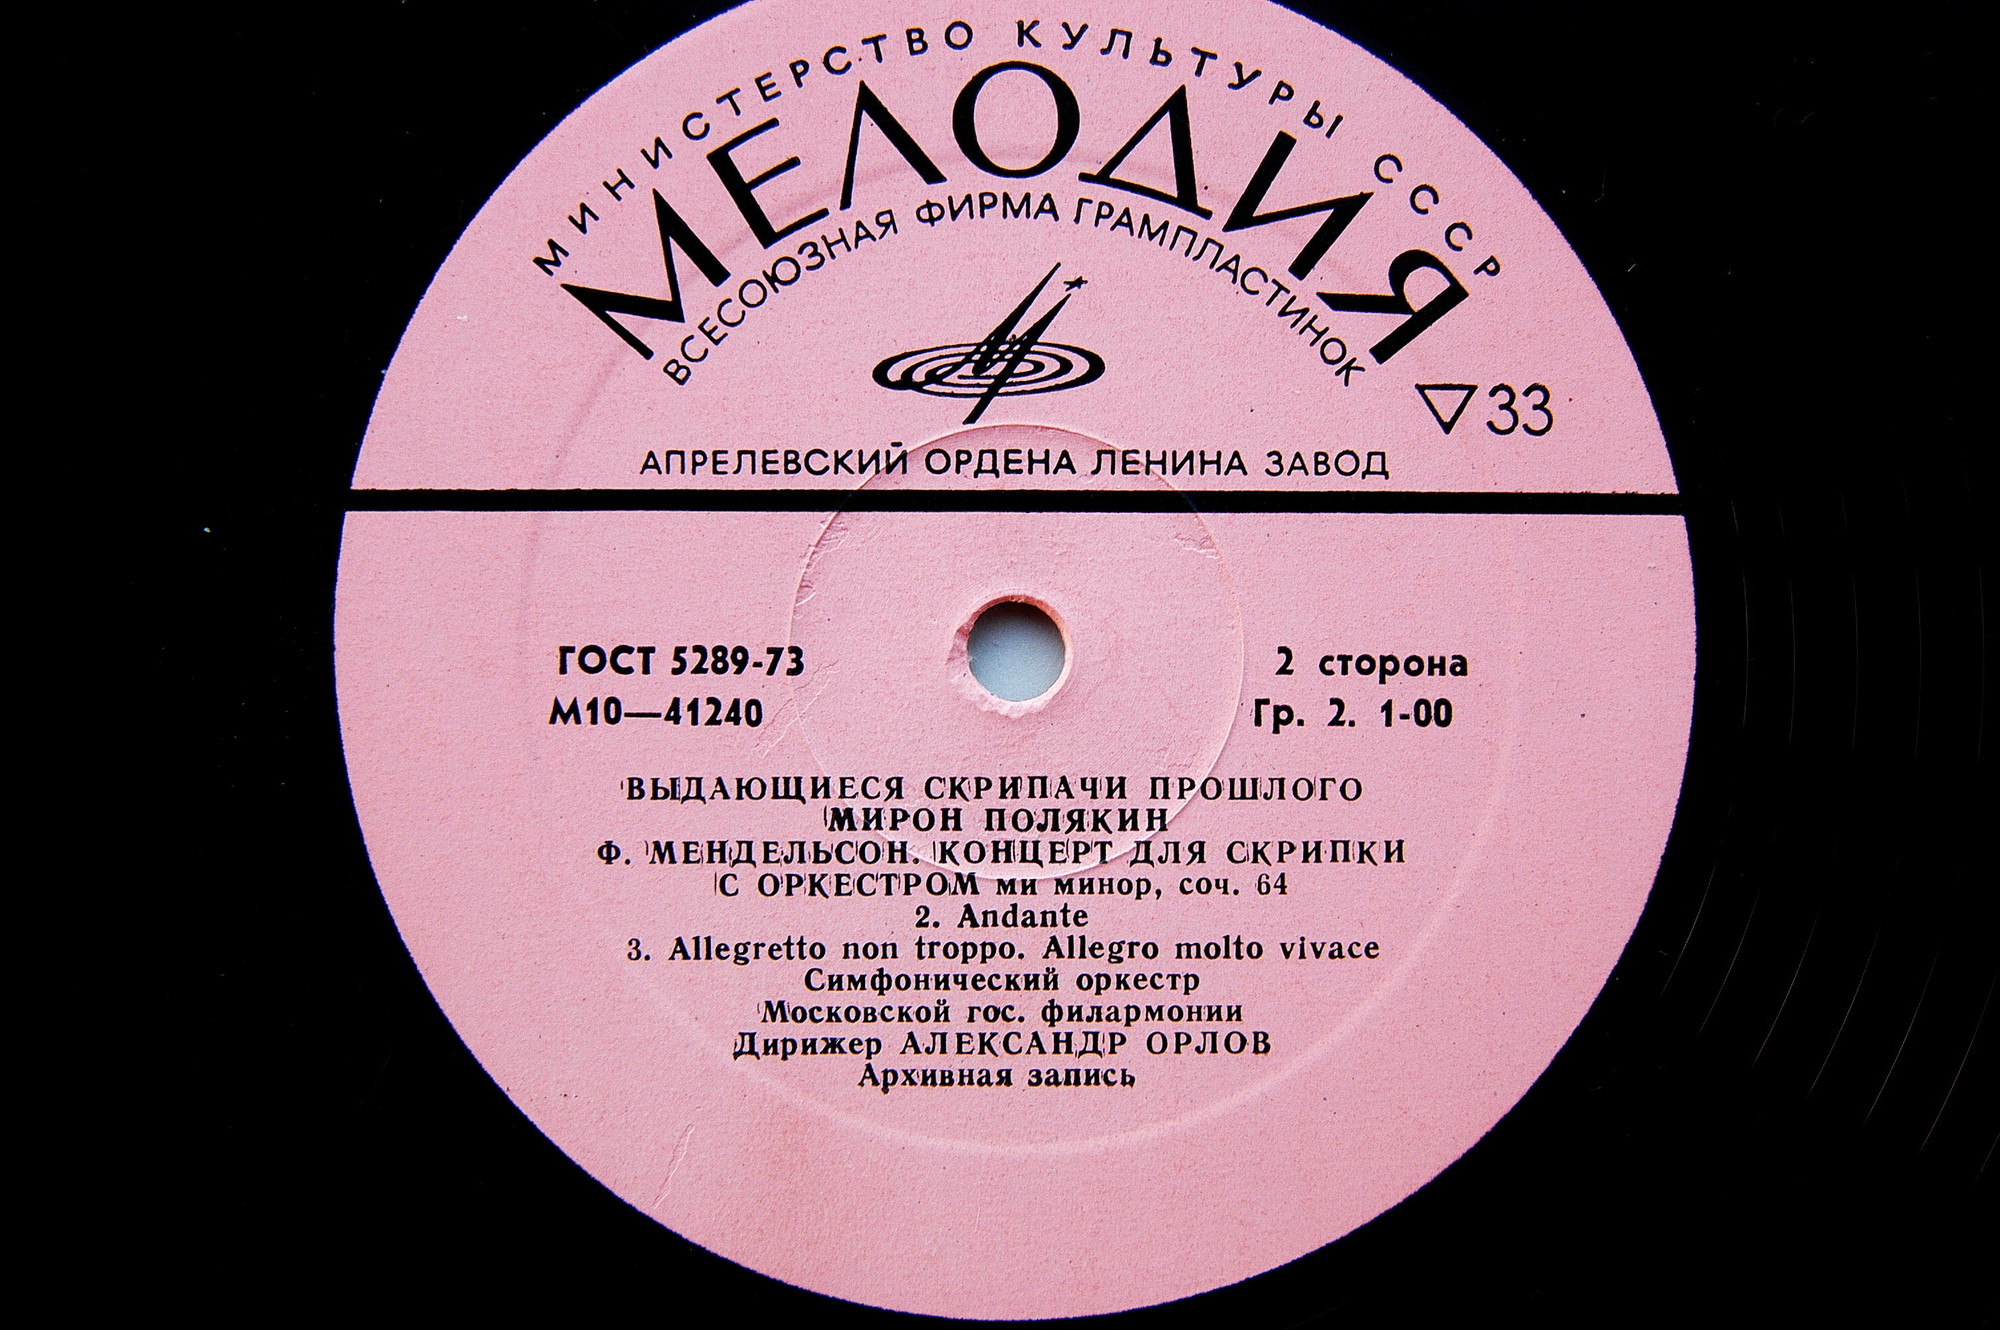 МИНИСТЕРСТВО КУЛЬТУРЫ СССР
МЕЛОДИЯ
ВСЕСОЮЗНАЯ ФИРМА ГРАМПЛАСТИНОК
33
АПРЕЛЕВСКИЙ ОРДЕНА ЛЕНИНА ЗАВОД
ГОСТ 5289-73
М10—41240
2 сторона
Гр. 2. 1-00
ВЫДАЮЩИЕСЯ СКРИПАЧИ ПРОШЛОГО
МИРОН ПОЛЯКИН
Ф. МЕНДЕЛЬСОН. КОНЦЕРТ ДЛЯ СКРИПКИ
С ОРКЕСТРОМ ми минор, соч. 64
2. Andante
3. Allegretto non troppo. Allegro molto vivace
Симфонический оркестр
Московской гос. филармонии
Дирижер АЛЕКСАНДР ОРЛОВ
Архивная запись